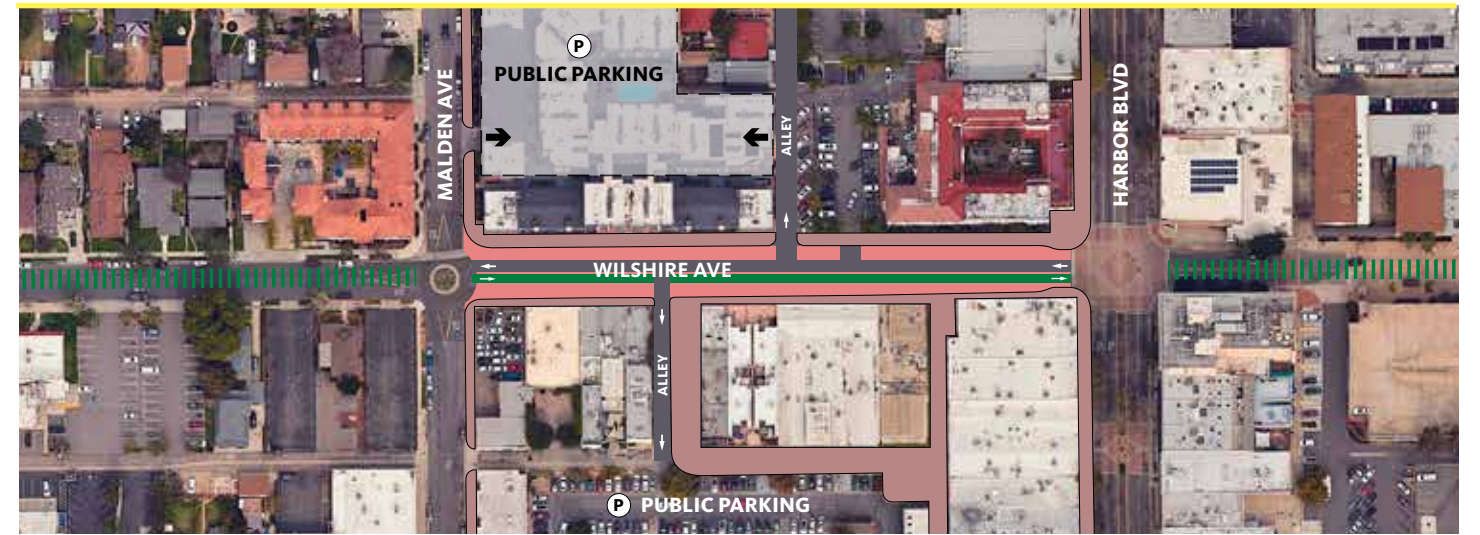 P
PUBLIC PARKING
MALDEN AVE
ALLEY
HARBOR BLVD
WILSHIRE AVE
ALLEY
P PUBLIC PARKING